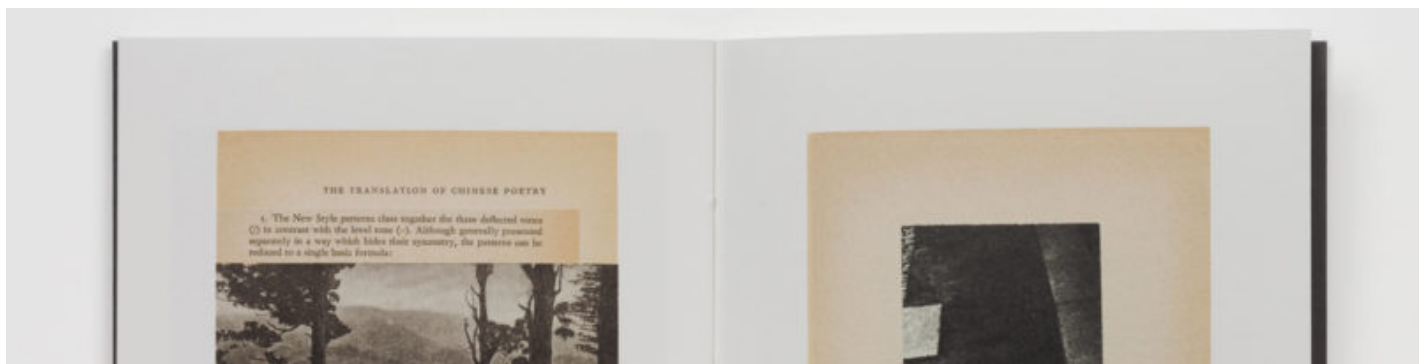 THE TRANSLATION OF CHINESE POETRY
1. The New Style patterns class together the three deflected tones
(/) in contrast with the level tone (–). Although generally presented
separately in a way which hides their symmetry, the patterns can be
reduced to a single basic formula: